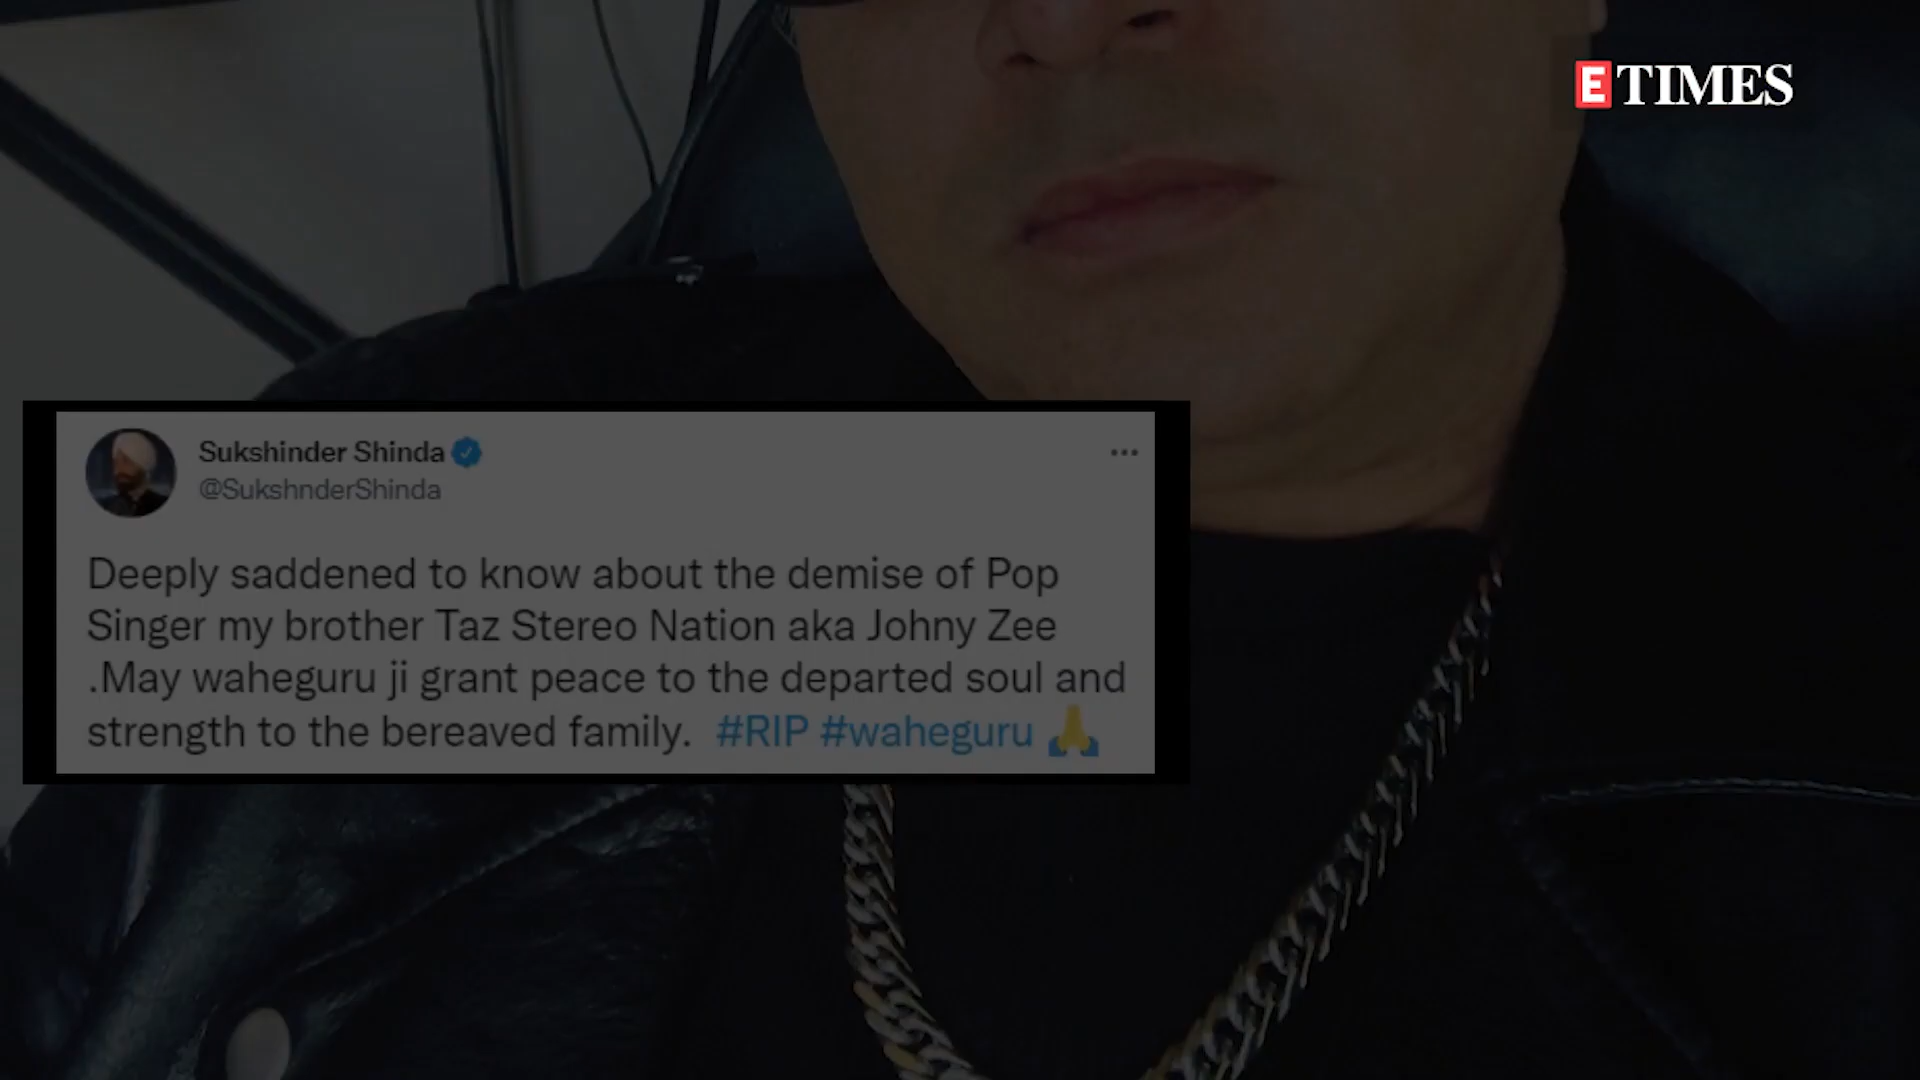 ETIMES
Sukshinder Shinda
@SukshnderShinda
Deeply saddened to know about the demise of Pop
Singer my brother Taz Stereo Nation aka Johny Zee
.May waheguru ji grant peace to the departed soul and
strength to the bereaved family. #RIP #waheguru 🙏